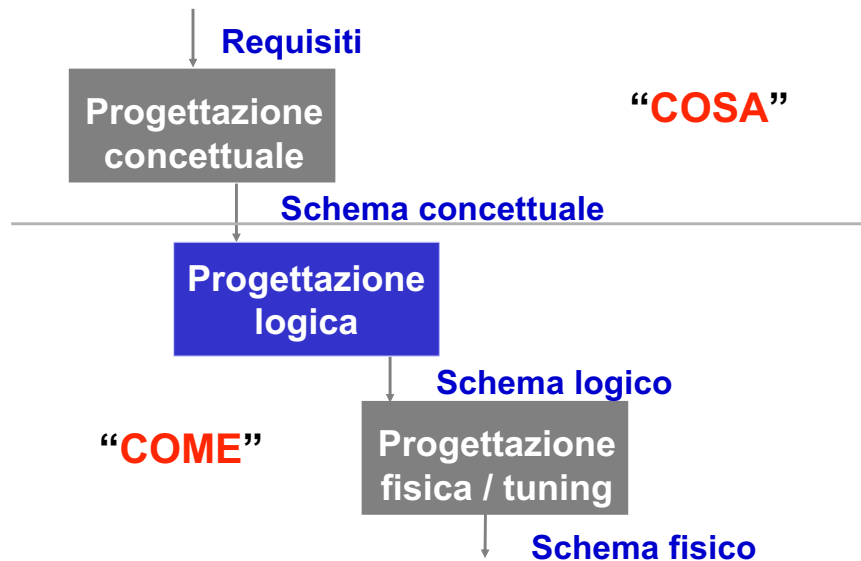 Requisiti
Progettazione
concettuale
“COSA”
Schema concettuale
Progettazione
logica
Schema logico
“COME”
Progettazione
fisica / tuning
Schema fisico